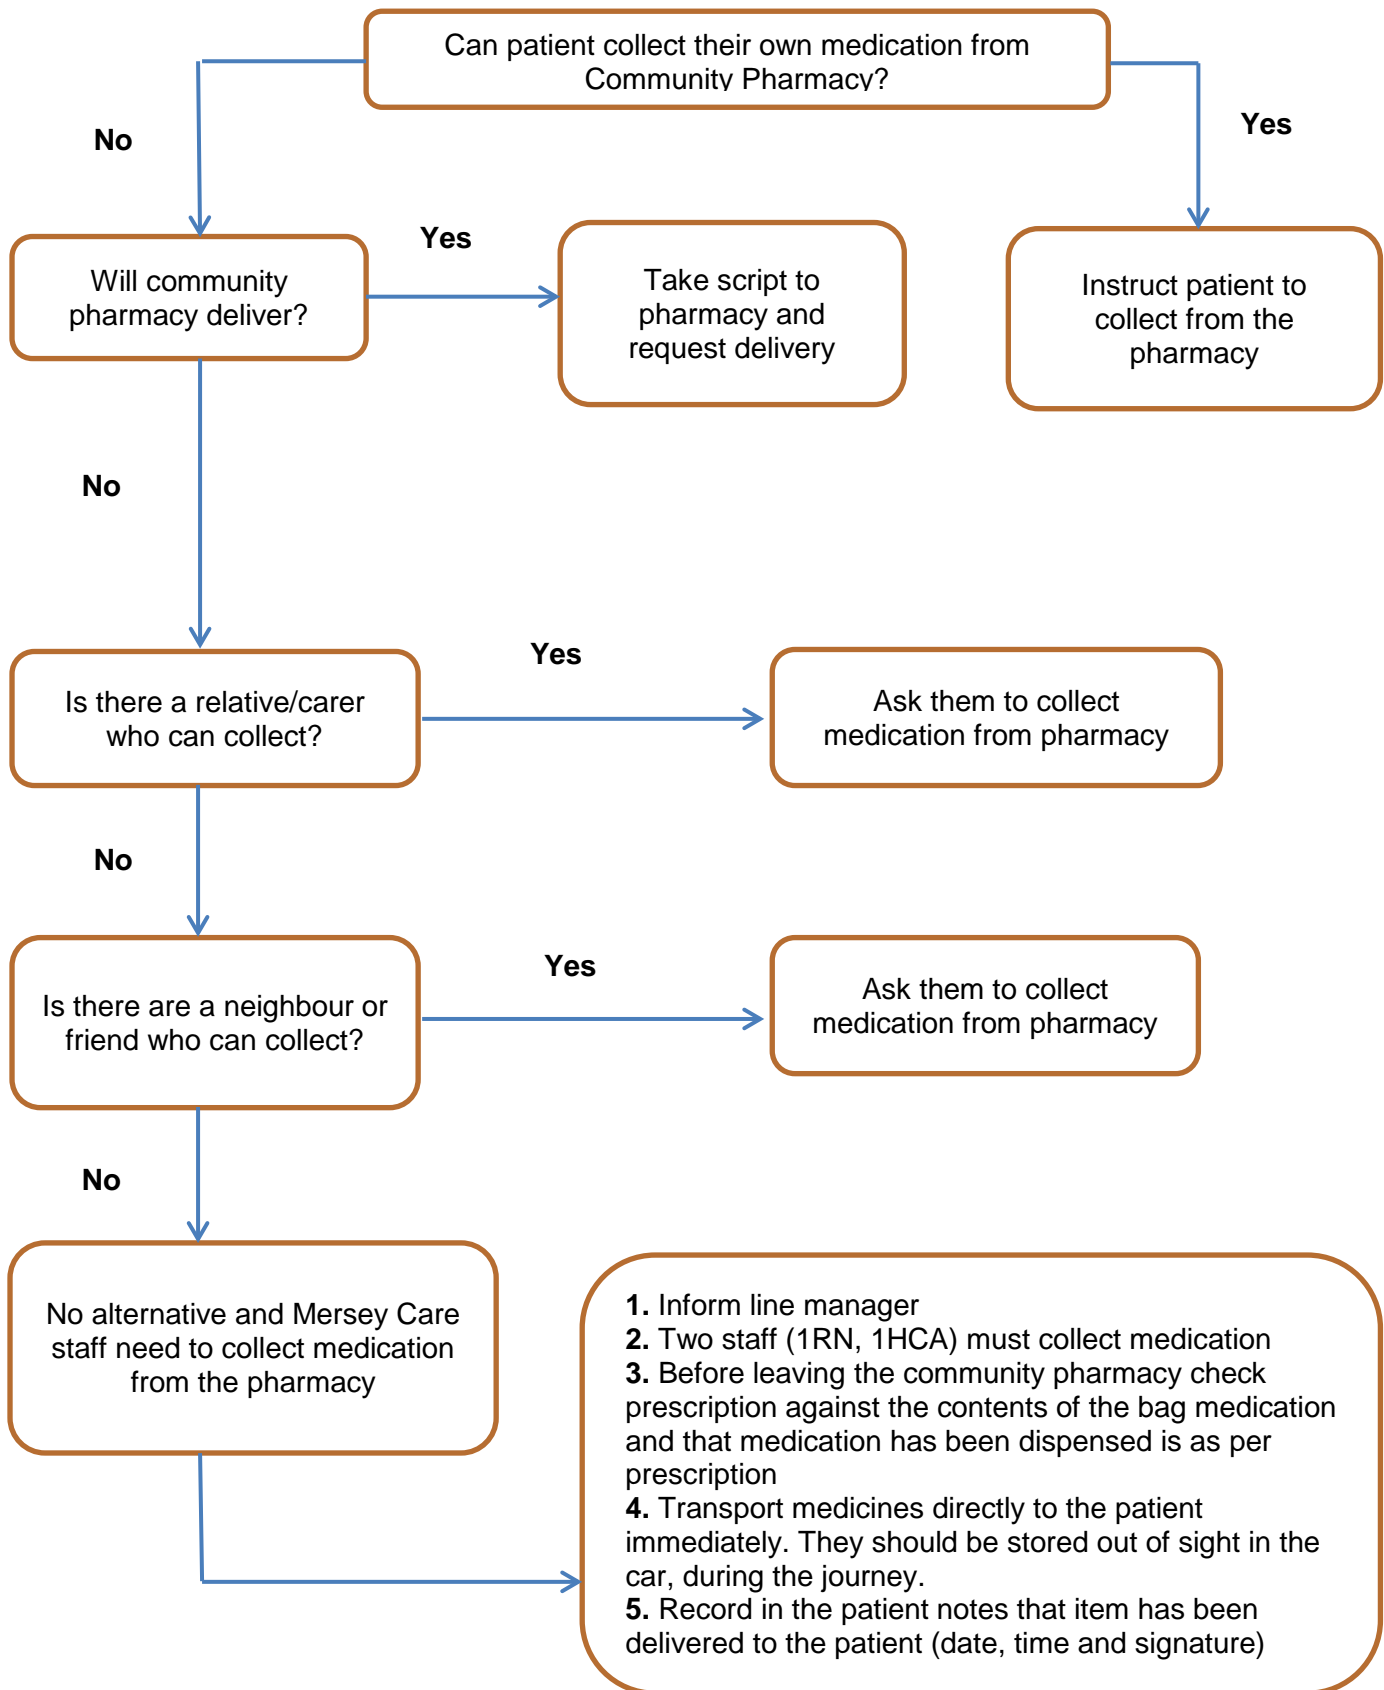 Can patient collect their own medication from
Community Pharmacy?
No
Yes
Will community
pharmacy deliver?
Yes
Take script to
pharmacy and
request delivery
Instruct patient to
collect from the
pharmacy
No
Is there a relative/carer
who can collect?
Yes
Ask them to collect
medication from pharmacy
No
Is there are a neighbour or
friend who can collect?
Yes
Ask them to collect
medication from pharmacy
No
No alternative and Mersey Care
staff need to collect medication
from the pharmacy
1. Inform line manager
2. Two staff (1RN, 1HCA) must collect medication
3. Before leaving the community pharmacy check
prescription against the contents of the bag medication
and that medication has been dispensed is as per
prescription
4. Transport medicines directly to the patient
immediately. They should be stored out of sight in the
car, during the journey.
5. Record in the patient notes that item has been
delivered to the patient (date, time and signature)